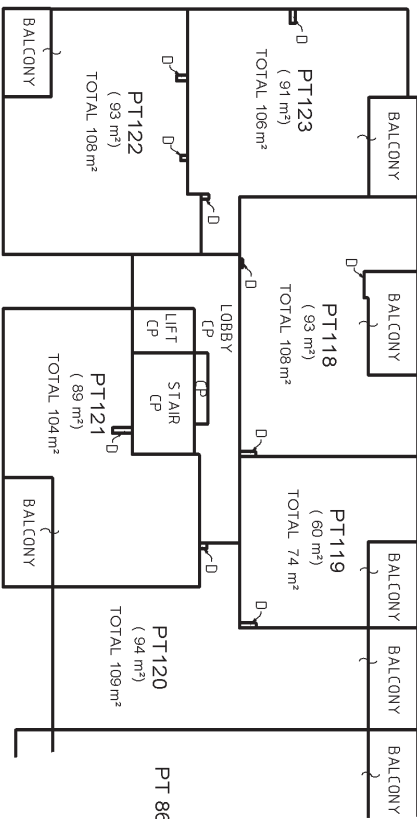 BALCONY
PT122
( 93 m²)
TOTAL 108m²
D
D
D
PT123
( 91 m²)
TOTAL 106m²
D
BALCONY
PT118
( 93 m²)
TOTAL 108m²
D
D
D
BALCONY
LOBBY
CP
LIFT
CP
CP
STAIR
CP
PT121
( 89 m²)
TOTAL 104m²
D
BALCONY
D
PT119
( 60 m²)
TOTAL 74 m²
D
BALCONY
PT120
( 94 m²)
TOTAL 109m²
BALCONY
BALCONY
PT 86